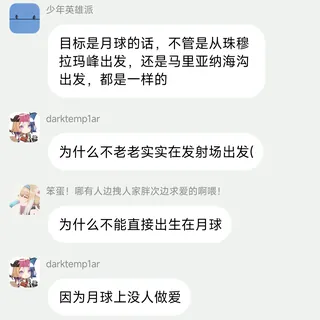 少年英雄派
目标是月球的话，不管是从珠穆
拉玛峰出发，还是马里亚纳海沟
出发，都是一样的
darktemp1ar
为什么不老老实实在发射场出发(
笨蛋！哪有人边拽人家胖次边求爱的啊喂！
为什么不能直接出生在月球
darktemp1ar
因为月球上没人做爱